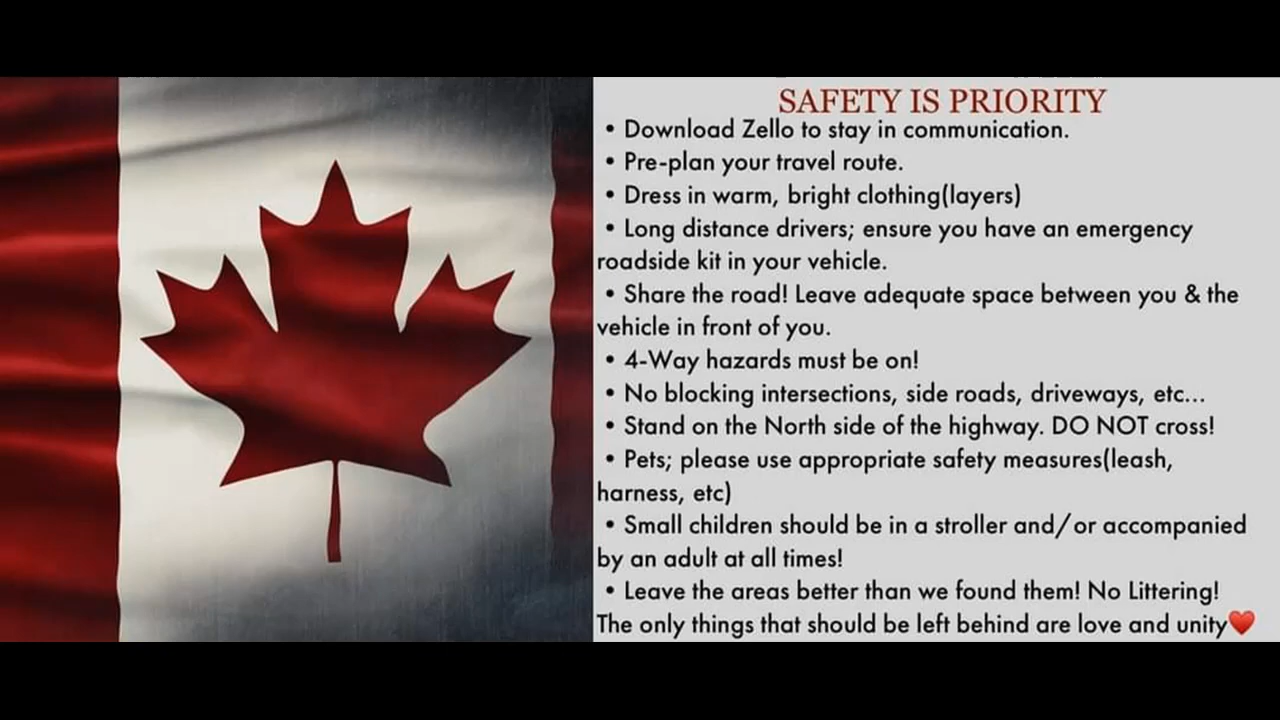 SAFETY IS PRIORITY
• Download Zello to stay in communication.
• Pre-plan your travel route.
• Dress in warm, bright clothing(layers)
• Long distance drivers; ensure you have an emergency
roadside kit in your vehicle.
• Share the road! Leave adequate space between you & the
vehicle in front of you.
• 4-Way hazards must be on!
• No blocking intersections, side roads, driveways, etc...
• Stand on the North side of the highway. DO NOT cross!
• Pets; please use appropriate safety measures(leash,
harness, etc)
• Small children should be in a stroller and/or accompanied
by an adult at all times!
• Leave the areas better than we found them! No Littering!
The only things that should be left behind are love and unity❤️